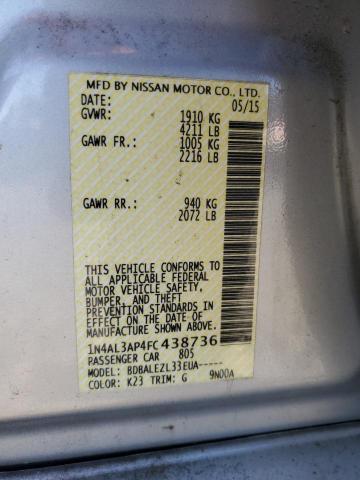 MFD BY NISSAN MOTOR CO., LTD.
DATE: 05/15
GVWR: 1910 KG
4211 LB
GAWR FR: 1005 KG
2216 LB
GAWR RR: 940 KG
2072 LB
THIS VEHICLE CONFORMS TO
ALL APPLICABLE FEDERAL
MOTOR VEHICLE SAFETY,
BUMPER, AND THEFT
PREVENTION STANDARDS IN
EFFECT ON THE DATE OF
MANUFACTURE SHOWN ABOVE.
1N4AL3AP4FC438736
PASSENGER CAR 805
MODEL: BDBALEZL33EUA-----
COLOR: K23 TRIM: G 9N00A